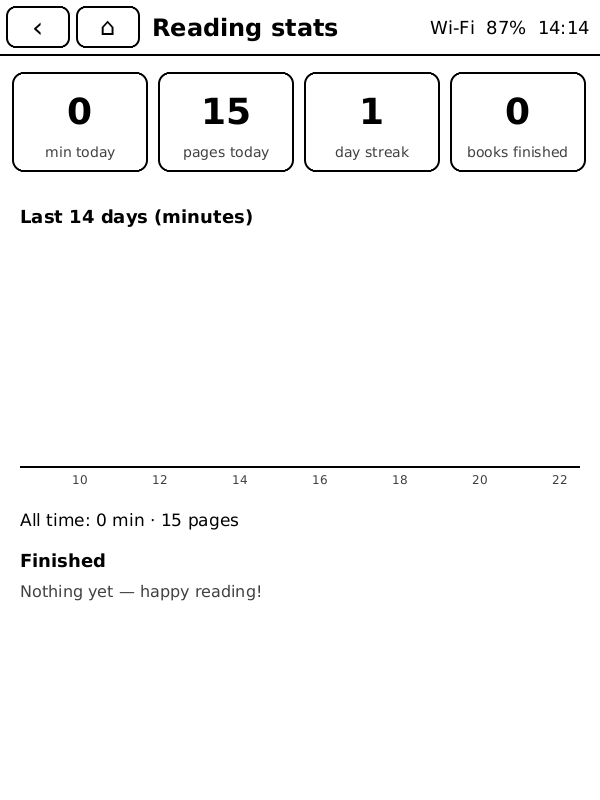 ‹ ⌂ Reading stats Wi-Fi 87% 14:14
0 15 1 0
min today pages today day streak books finished
Last 14 days (minutes)
10 12 14 16 18 20 22
All time: 0 min · 15 pages
Finished
Nothing yet — happy reading!